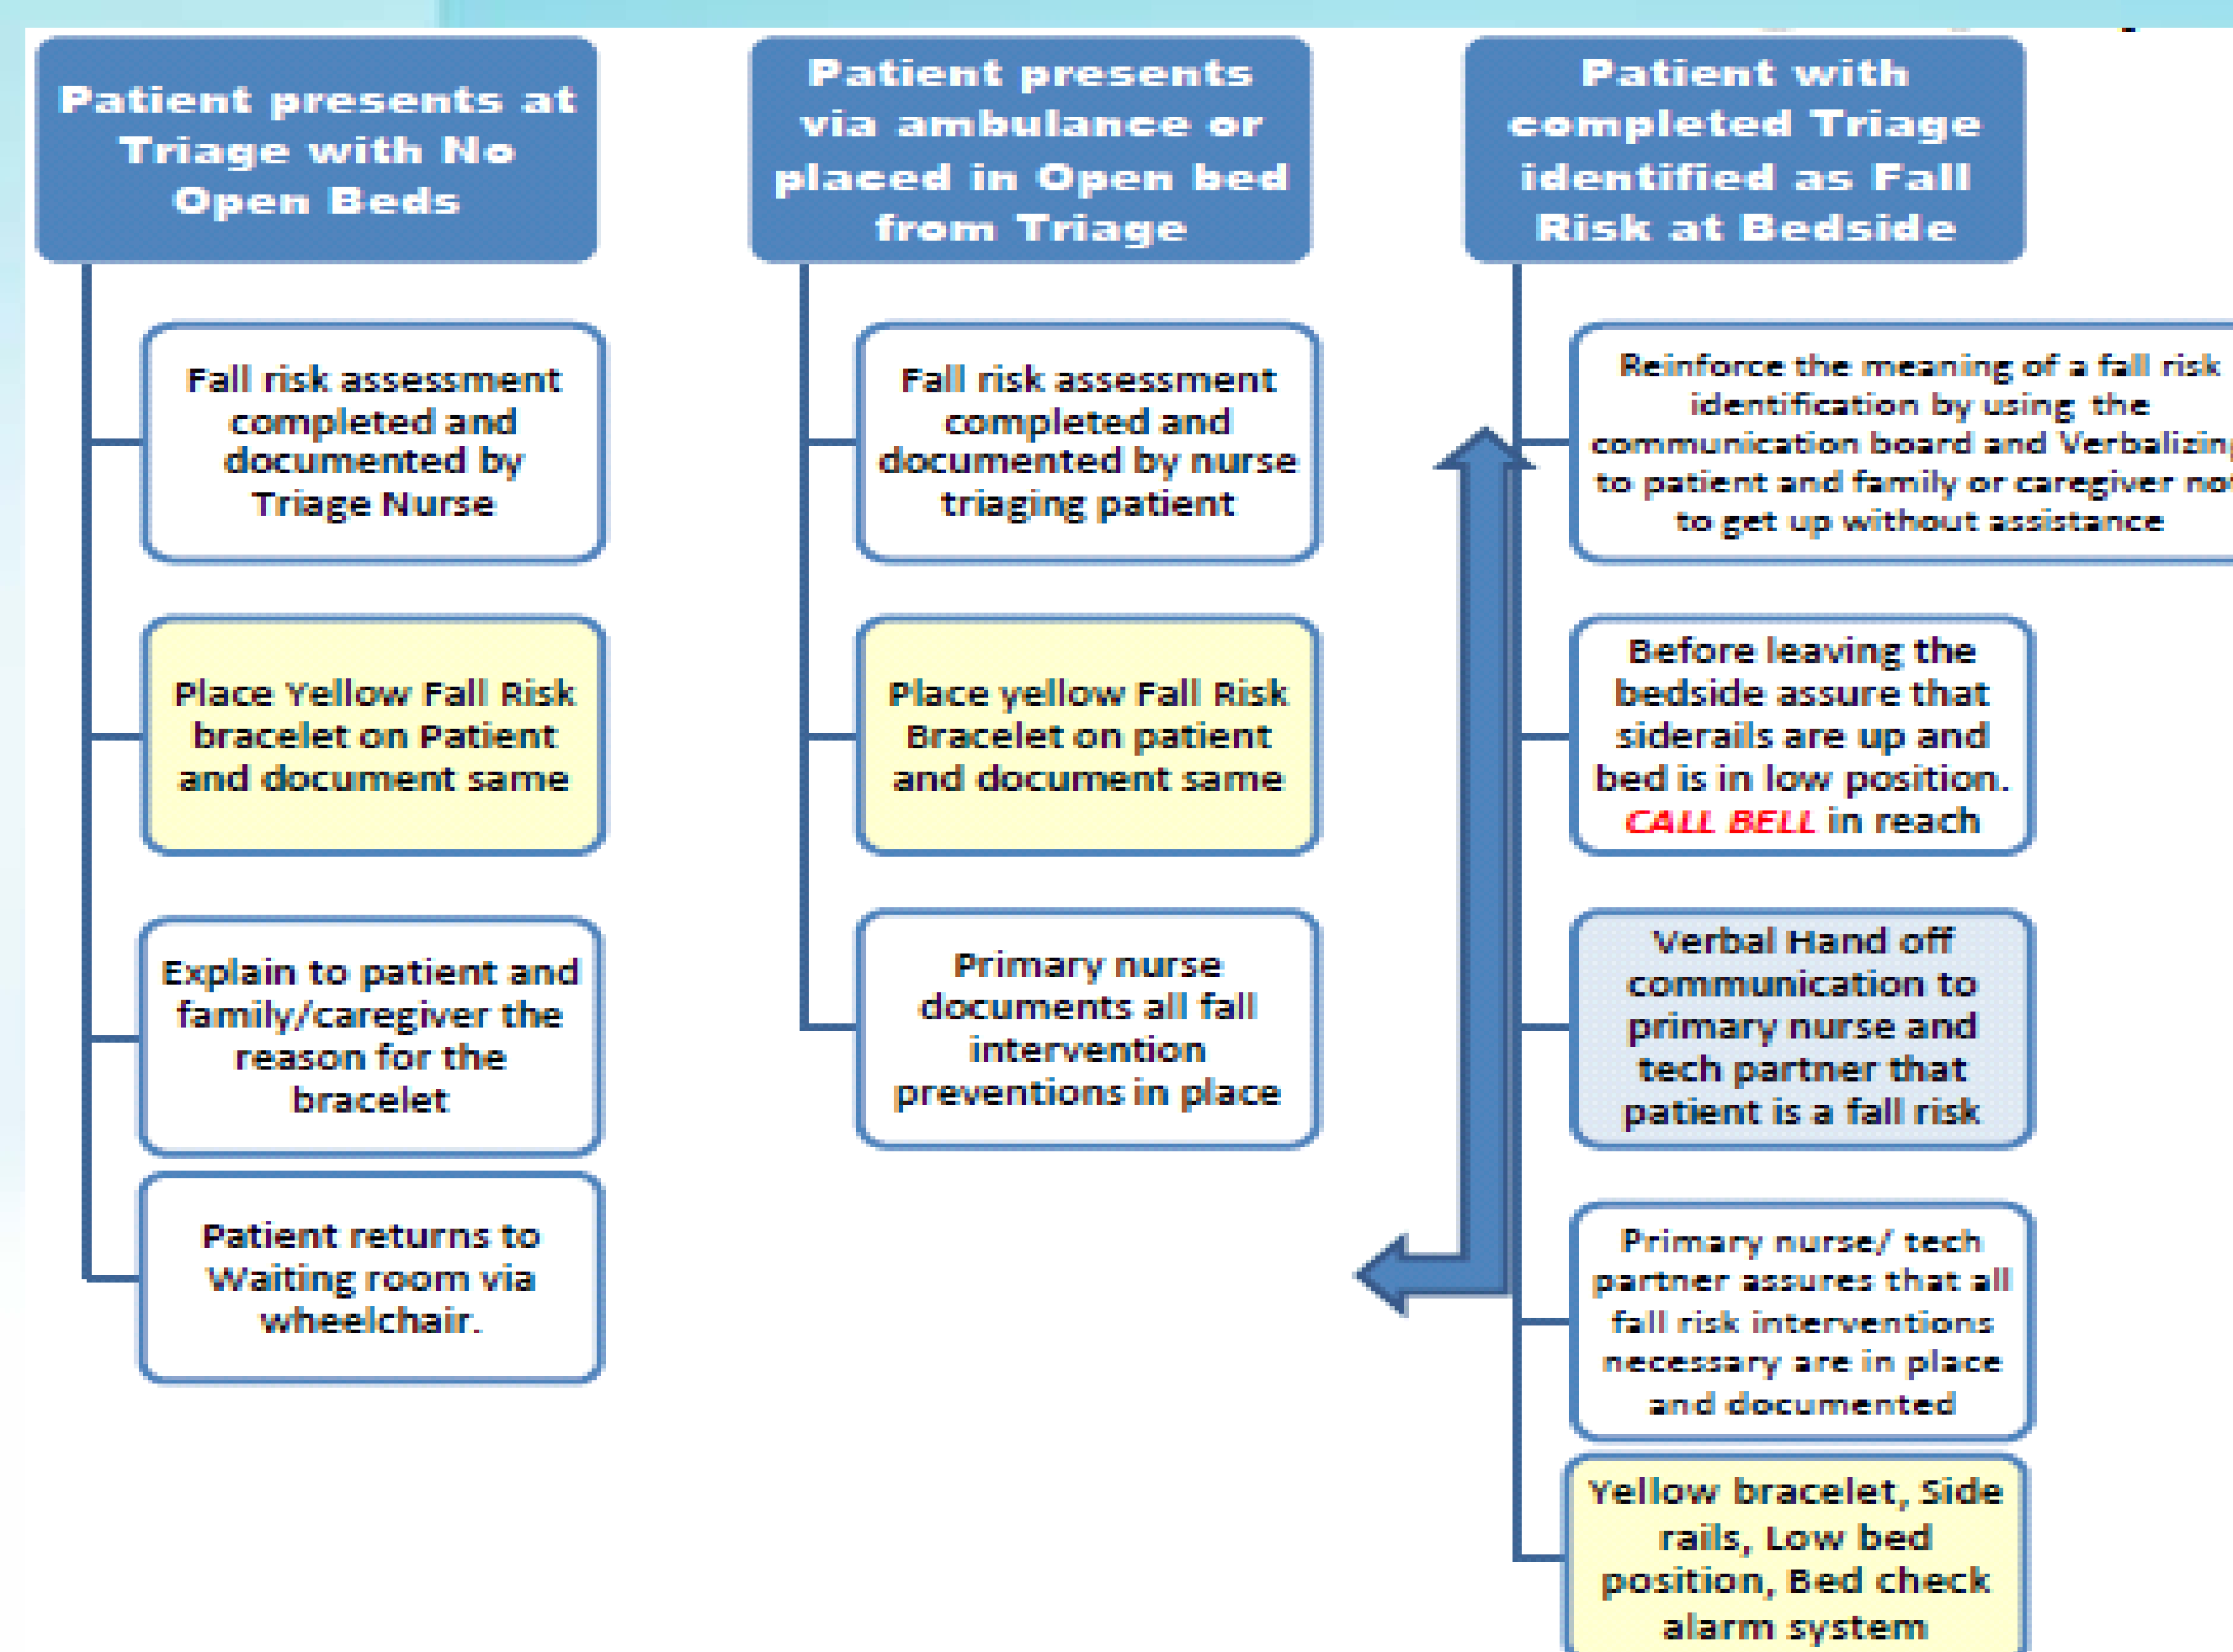 Patient presents at
Triage with No
Open Beds
Fall risk assessment
completed and
documented by
Triage Nurse
Place Yellow Fall Risk
bracelet on Patient
and document same
Explain to patient and
family/caregiver the
reason for the
bracelet
Patient returns to
Waiting room via
wheelchair.
Patient presents
via ambulance or
placed in Open bed
from Triage
Fall risk assessment
completed and
documented by nurse
triaging patient
Place yellow Fall Risk
Bracelet on patient
and document same
Primary nurse
documents all fall
intervention
preventions in place
Patient with
completed Triage
identified as Fall
Risk at Bedside
Reinforce the meaning of a fall risk
identification by using the
communication board and Verbalizing
to patient and family or caregiver not
to get up without assistance
Before leaving the
bedside assure that
siderails are up and
bed is in low position.
CALL BELL in reach
Verbal Hand off
communication to
primary nurse and
tech partner that
patient is a fall risk
Primary nurse/ tech
partner assures that all
fall risk interventions
necessary are in place
and documented
Yellow bracelet, Side
rails, Low bed
position, Bed check
alarm system